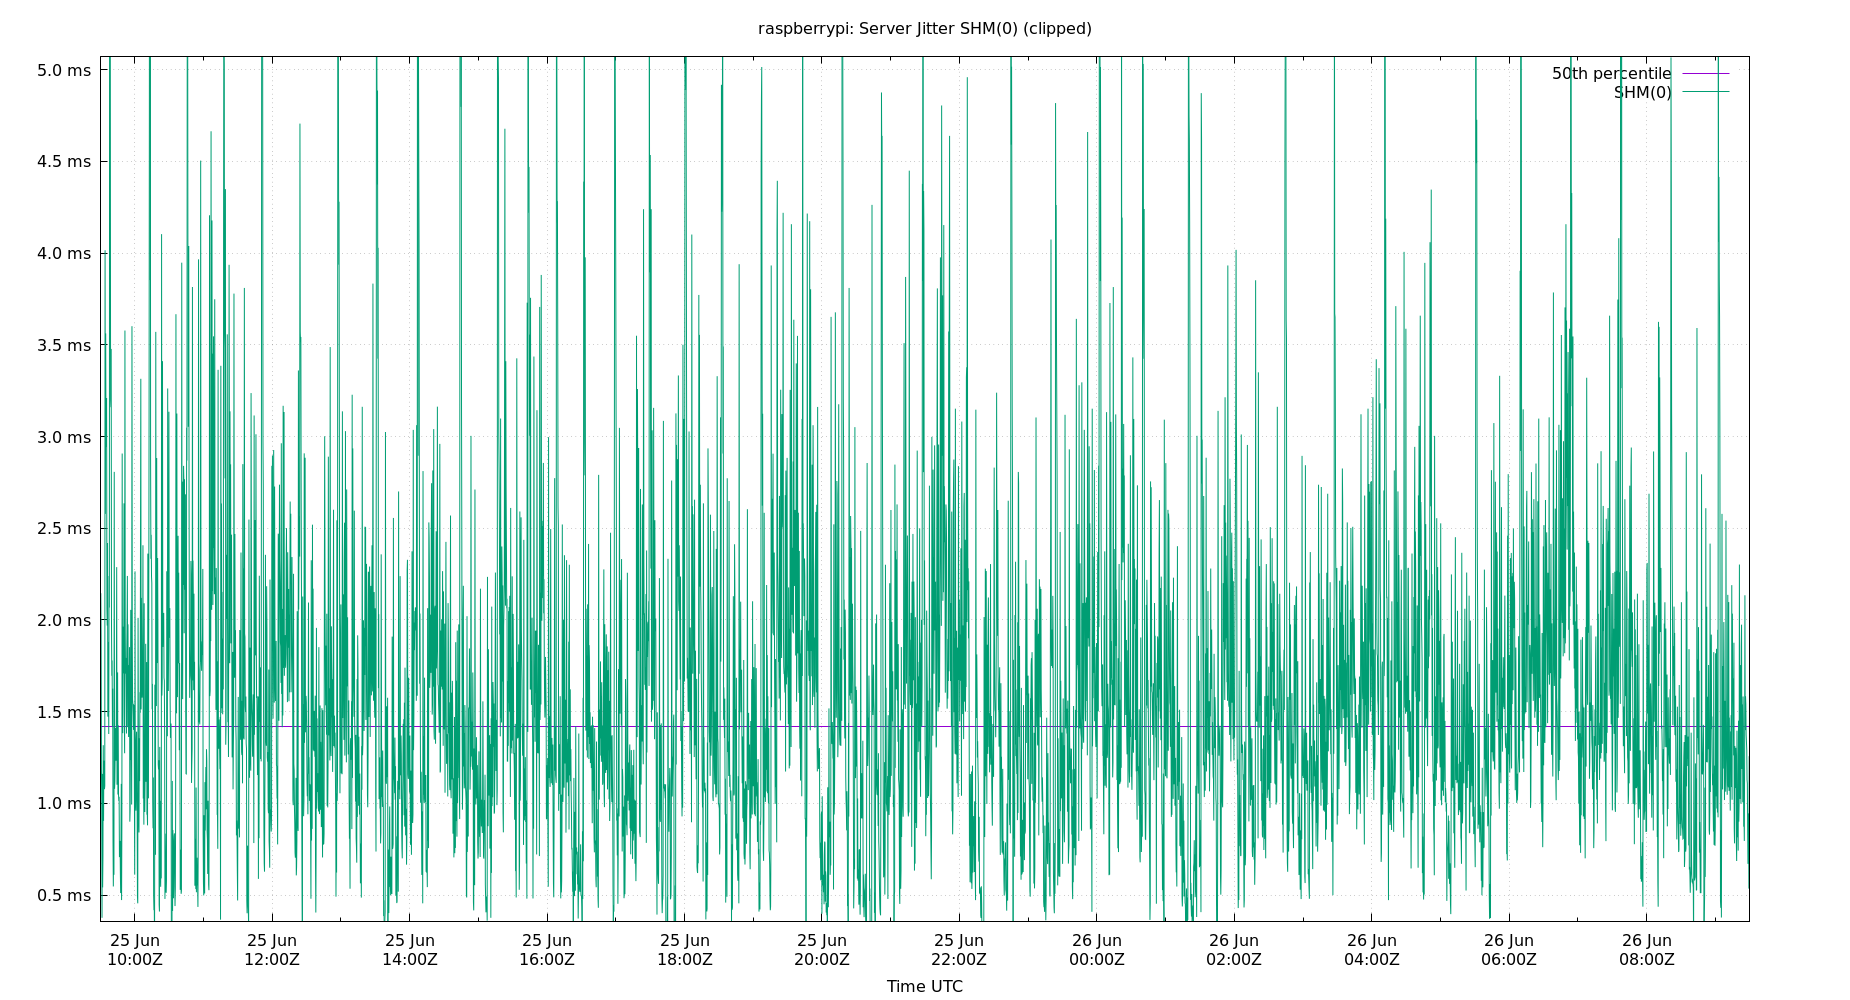 raspberrypi: Server Jitter SHM(0) (clipped)
50th percentile
SHM(0)
5.0 ms
4.5 ms
4.0 ms
3.5 ms
3.0 ms
2.5 ms
2.0 ms
1.5 ms
1.0 ms
0.5 ms
25 Jun 25 Jun 25 Jun 25 Jun 25 Jun 25 Jun 25 Jun 26 Jun 26 Jun 26 Jun 26 Jun 26 Jun
10:00Z 12:00Z 14:00Z 16:00Z 18:00Z 20:00Z 22:00Z 00:00Z 02:00Z 04:00Z 06:00Z 08:00Z
Time UTC